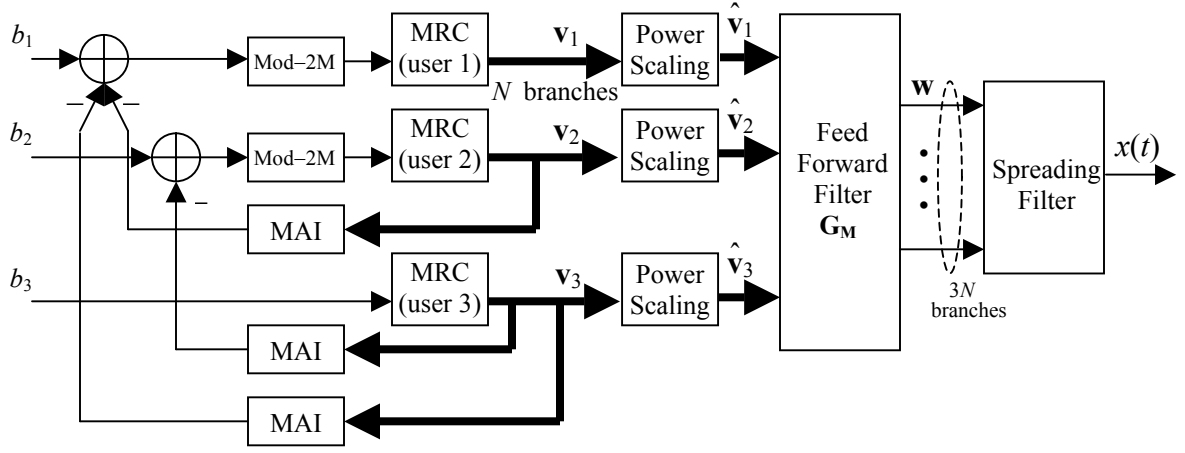 b₁
−
−
Mod–2M
MRC
(user 1)
v₁
N branches
Power
Scaling
v̂₁
b₂
−
Mod–2M
MRC
(user 2)
v₂
Power
Scaling
v̂₂
MAI
b₃
MRC
(user 3)
v₃
Power
Scaling
v̂₃
MAI
MAI
Feed
Forward
Filter
G_M
w
3N
branches
Spreading
Filter
x(t)